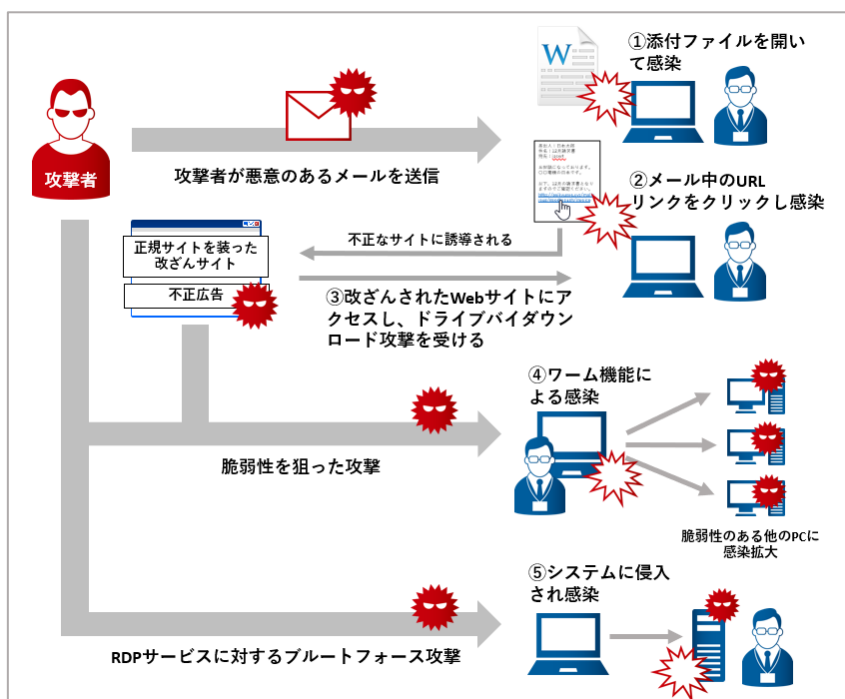 W
①添付ファイルを開い
て感染
攻撃者
攻撃者が悪意のあるメールを送信
②メール中のURL
リンクをクリックし感染
不正なサイトに誘導される
正規サイトを装った
改ざんサイト
不正広告
③改ざんされたWebサイトにア
クセスし、ドライブバイダウン
ロード攻撃を受ける
④ワーム機能に
よる感染
脆弱性を狙った攻撃
脆弱性のある他のPCに
感染拡大
⑤システムに侵入
され感染
RDPサービスに対するブルートフォース攻撃